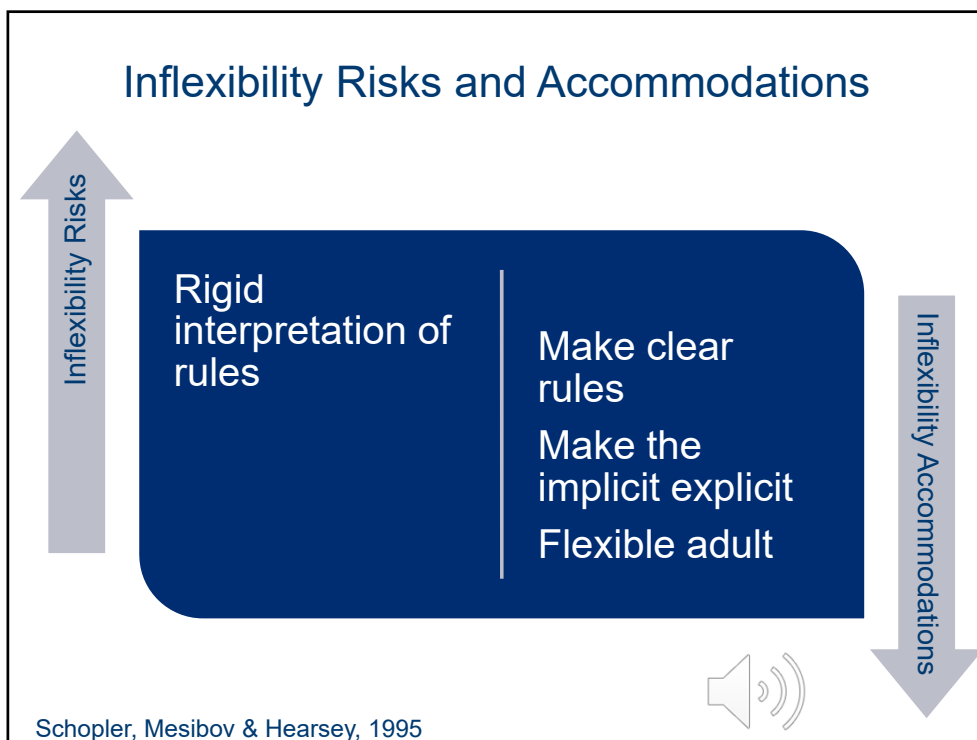 Inflexibility Risks and Accommodations
Inflexibility Risks
Rigid
interpretation of
rules
Make clear
rules
Make the
implicit explicit
Flexible adult
Inflexibility Accommodations
Schopler, Mesibov & Hearsey, 1995